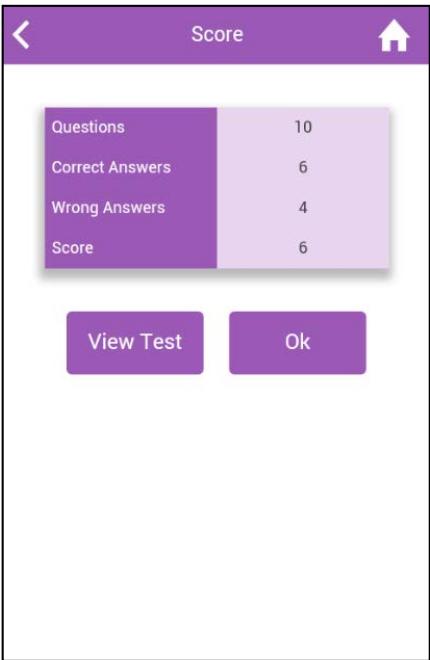 Score
Questions 10
Correct Answers 6
Wrong Answers 4
Score 6
View Test Ok